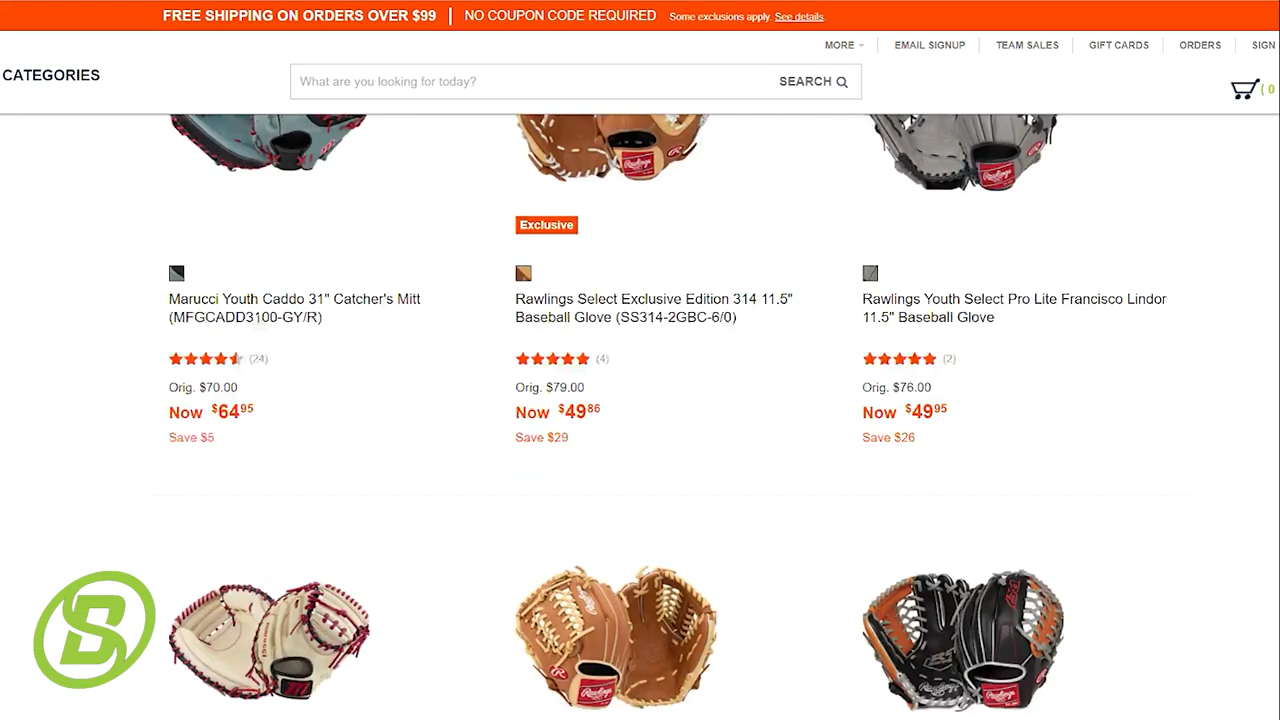 FREE SHIPPING ON ORDERS OVER $99 | NO COUPON CODE REQUIRED Some exclusions apply. See details.
MORE EMAIL SIGNUP TEAM SALES GIFT CARDS ORDERS SIGN
CATEGORIES
What are you looking for today? SEARCH
( 0
Rawlings
Rawlings
Exclusive
Marucci Youth Caddo 31" Catcher's Mitt
(MFGCADD3100-GY/R)
(24)
Orig. $70.00
Now $64.95
Save $5
Rawlings Select Exclusive Edition 314 11.5"
Baseball Glove (SS314-2GBC-6/0)
(4)
Orig. $79.00
Now $49.86
Save $29
Rawlings Youth Select Pro Lite Francisco Lindor
11.5" Baseball Glove
(2)
Orig. $76.00
Now $49.95
Save $26
B
Rawlings
Rawlings